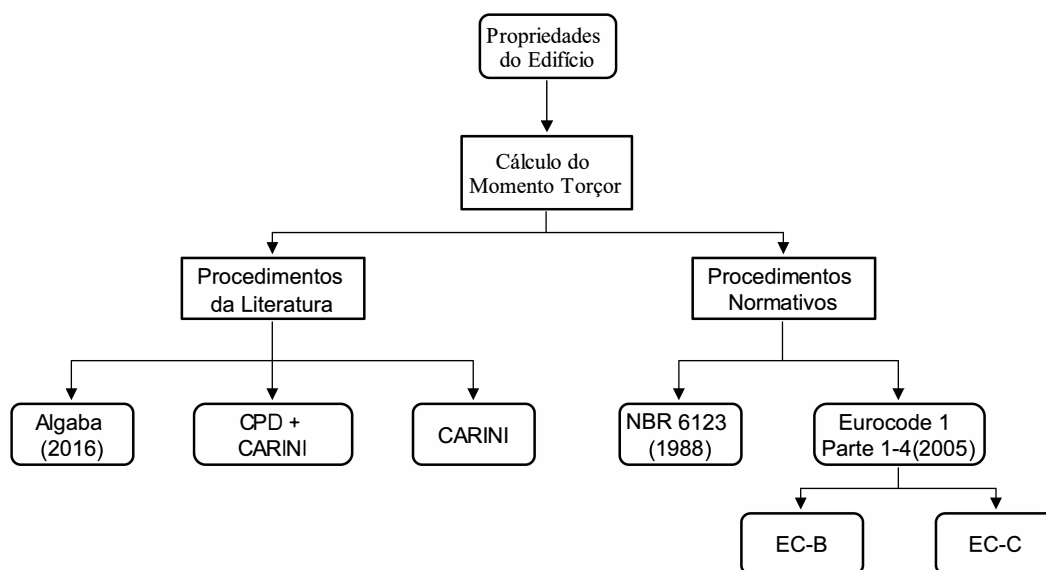 Propriedades
do Edifício
Cálculo do
Momento Torçor
Procedimentos
da Literatura
Procedimentos
Normativos
Algaba
(2016)
CPD +
CARINI
CARINI
NBR 6123
(1988)
Eurocode 1
Parte 1-4(2005)
EC-B
EC-C